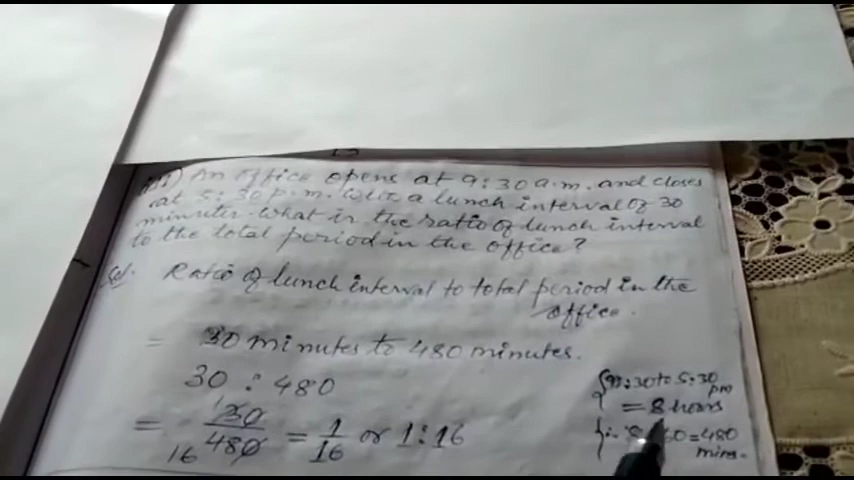 An office opens at 9:30 a.m. and closes
at 5:30 p.m. with a lunch interval of 30
minutes. What is the ratio of lunch interval
to the total period in the office?
Sol. Ratio of lunch interval to total period in the
office.
= 30 minutes to 480 minutes.
30 : 480
= 30/480 = 1/16 or 1:16
1
16
9:30 to 5:30
pm
= 8 hours
60 = 480
mins.